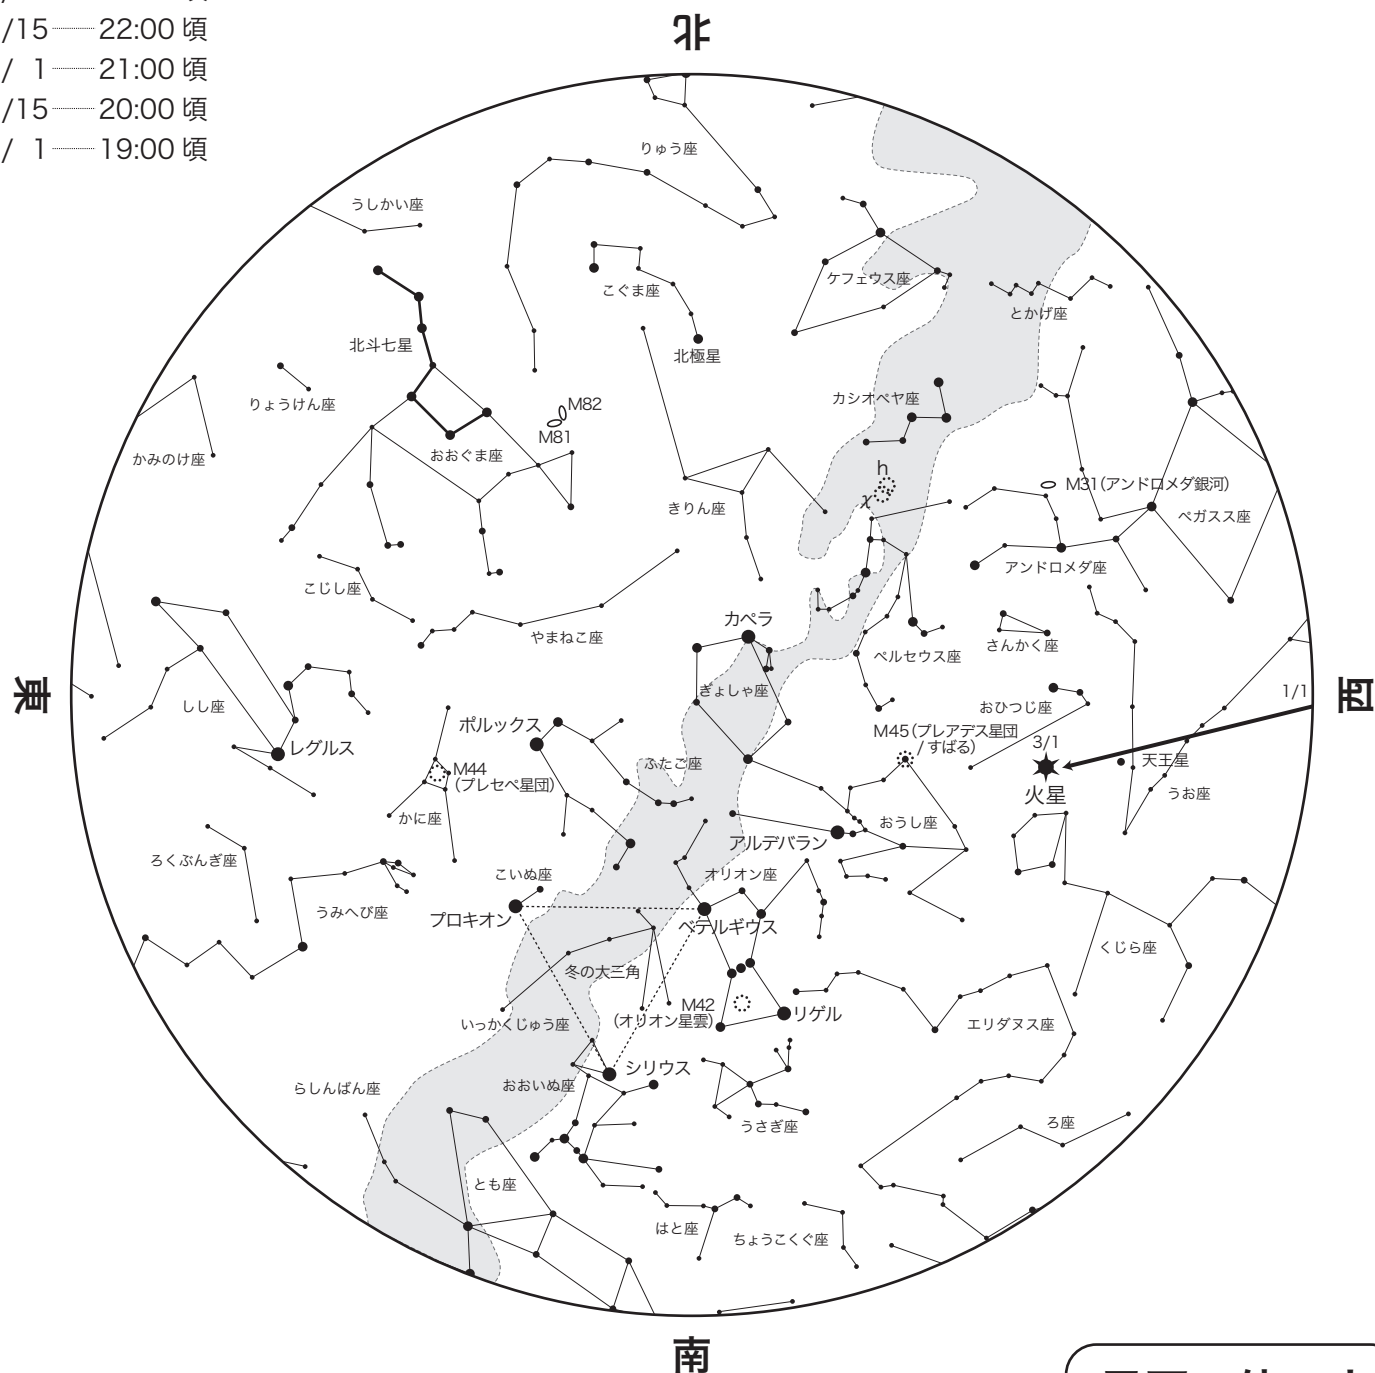 /15 22:00 頃
/ 1 21:00 頃
/15 20:00 頃
/ 1 19:00 頃
北
りゅう座
うしかい座
ケフェウス座
こぐま座
とかげ座
北斗七星
北極星
りょうけん座
カシオペヤ座
M82
M81
おおぐま座
かみのけ座
h
χ
M31(アンドロメダ銀河)
きりん座
ペガスス座
アンドロメダ座
こじし座
カペラ
やまねこ座
さんかく座
ペルセウス座
東
西
1/1
ぎょしゃ座
しし座
おひつじ座
ポルックス
レグルス
M45(プレアデス星団
/ すばる)
3/1
天王星
火星
うお座
ふたご座
M44
(プレセペ星団)
かに座
おうし座
アルデバラン
ろくぶんぎ座
こいぬ座
オリオン座
うみへび座
プロキオン
ベテルギウス
くじら座
冬の大三角
M42
(オリオン星雲)
リゲル
いっかくじゅう座
エリダヌス座
シリウス
おおいぬ座
らしんばん座
うさぎ座
ろ座
とも座
はと座
ちょうこくぐ座
南